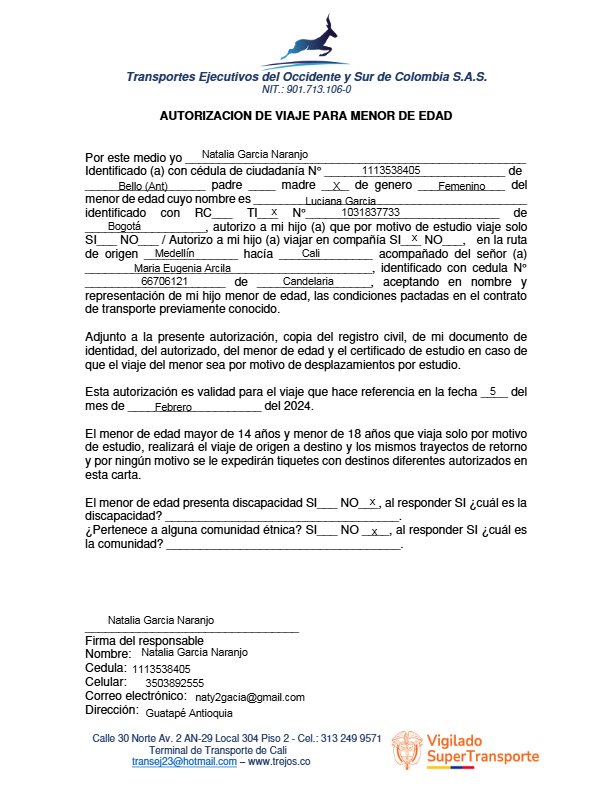 Transportes Ejecutivos del Occidente y Sur de Colombia S.A.S.
NIT.: 901.713.106-0
AUTORIZACION DE VIAJE PARA MENOR DE EDAD
Por este medio yo Natalia Garcia Naranjo
Identificado (a) con cédula de ciudadanía N° 1113538405 de
Bello (Ant) padre ____ madre X de genero Femenino del
menor de edad cuyo nombre es Luciana Garcia
identificado con RC___ TI x N° 1031837733 de
Bogotá, autorizo a mi hijo (a) que por motivo de estudio viaje solo
SI___ NO___ / Autorizo a mi hijo (a) viajar en compañía SI x NO___, en la ruta
de origen Medellín hacía Cali acompañado del señor (a)
Maria Eugenia Arcila, identificado con cedula N°
66706121 de Candelaria, aceptando en nombre y
representación de mi hijo menor de edad, las condiciones pactadas en el contrato
de transporte previamente conocido.
Adjunto a la presente autorización, copia del registro civil, de mi documento de
identidad, del autorizado, del menor de edad y el certificado de estudio en caso de
que el viaje del menor sea por motivo de desplazamientos por estudio.
Esta autorización es validad para el viaje que hace referencia en la fecha 5 del
mes de Febrero del 2024.
El menor de edad mayor de 14 años y menor de 18 años que viaja solo por motivo
de estudio, realizará el viaje de origen a destino y los mismos trayectos de retorno
y por ningún motivo se le expedirán tiquetes con destinos diferentes autorizados en
esta carta.
El menor de edad presenta discapacidad SI___ NO x, al responder SI ¿cuál es la
discapacidad? ___________________________________.
¿Pertenece a alguna comunidad étnica? SI___ NO x, al responder SI ¿cuál es
la comunidad? ___________________________________.
Natalia Garcia Naranjo
Firma del responsable
Nombre: Natalia Garcia Naranjo
Cedula: 1113538405
Celular: 3503892555
Correo electrónico: naty2gacia@gmail.com
Dirección: Guatapé Antioquia
Calle 30 Norte Av. 2 AN-29 Local 304 Piso 2 - Cel.: 313 249 9571
Terminal de Transporte de Cali
transej23@hotmail.com – www.trejos.co
Vigilado
SuperTransporte